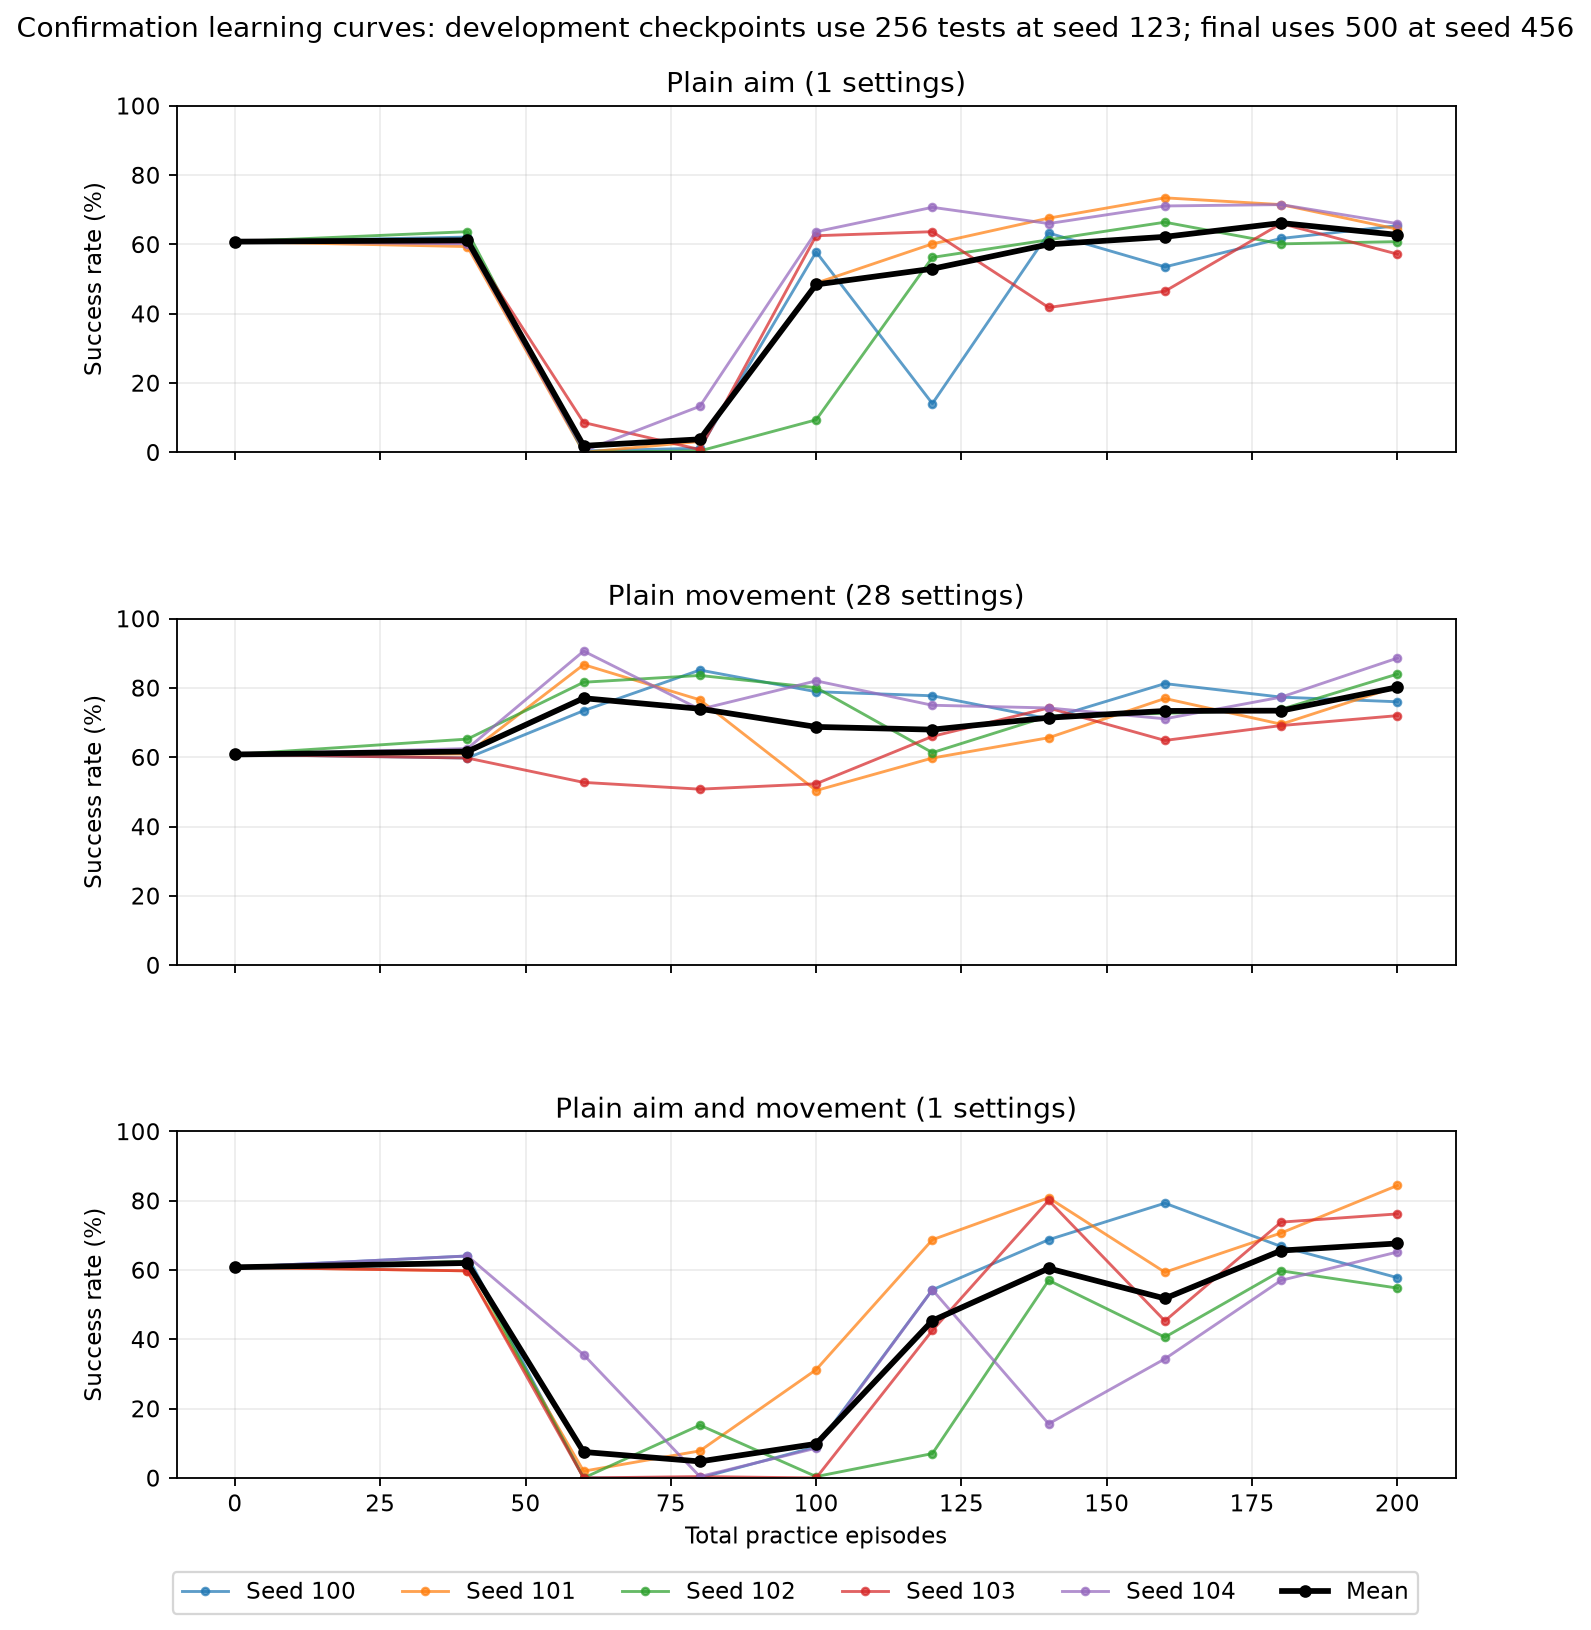 Confirmation learning curves: development checkpoints use 256 tests at seed 123; final uses 500 at seed 456
Plain aim (1 settings)
100
80
60
40
20
0
Success rate (%)
Plain movement (28 settings)
100
80
60
40
20
0
Success rate (%)
Plain aim and movement (1 settings)
100
80
60
40
20
0
Success rate (%)
0 25 50 75 100 125 150 175 200
Total practice episodes
Seed 100 Seed 101 Seed 102 Seed 103 Seed 104 Mean